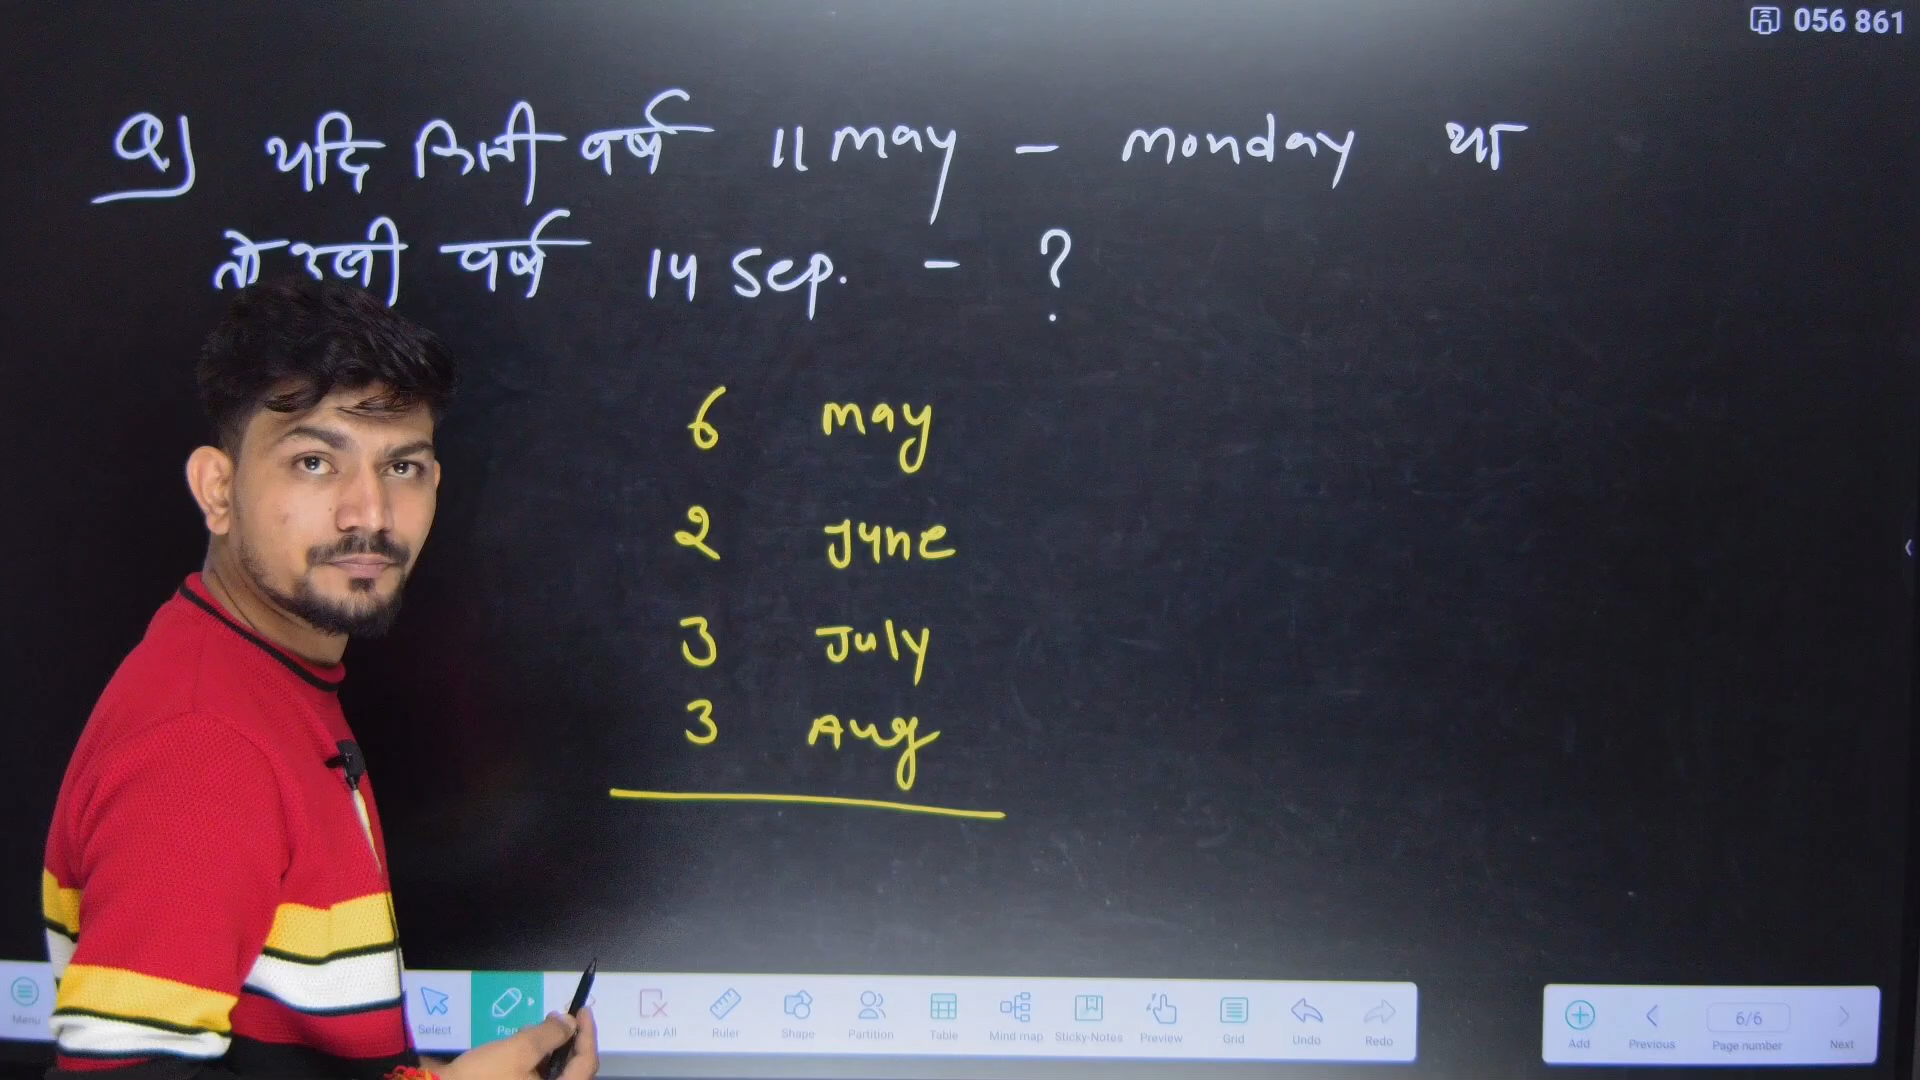 056 861
Q) यदि किसी वर्ष 11 may - monday था
तो उसी वर्ष 14 Sep. - ?
6 may
2 June
3 July
3 Aug
Menu
Select
Pen
Clean All
Ruler
Shape
Partition
Table
Mind map
Sticky Notes
Preview
Grid
Undo
Redo
Add
Previous
6/6
Page number
Next